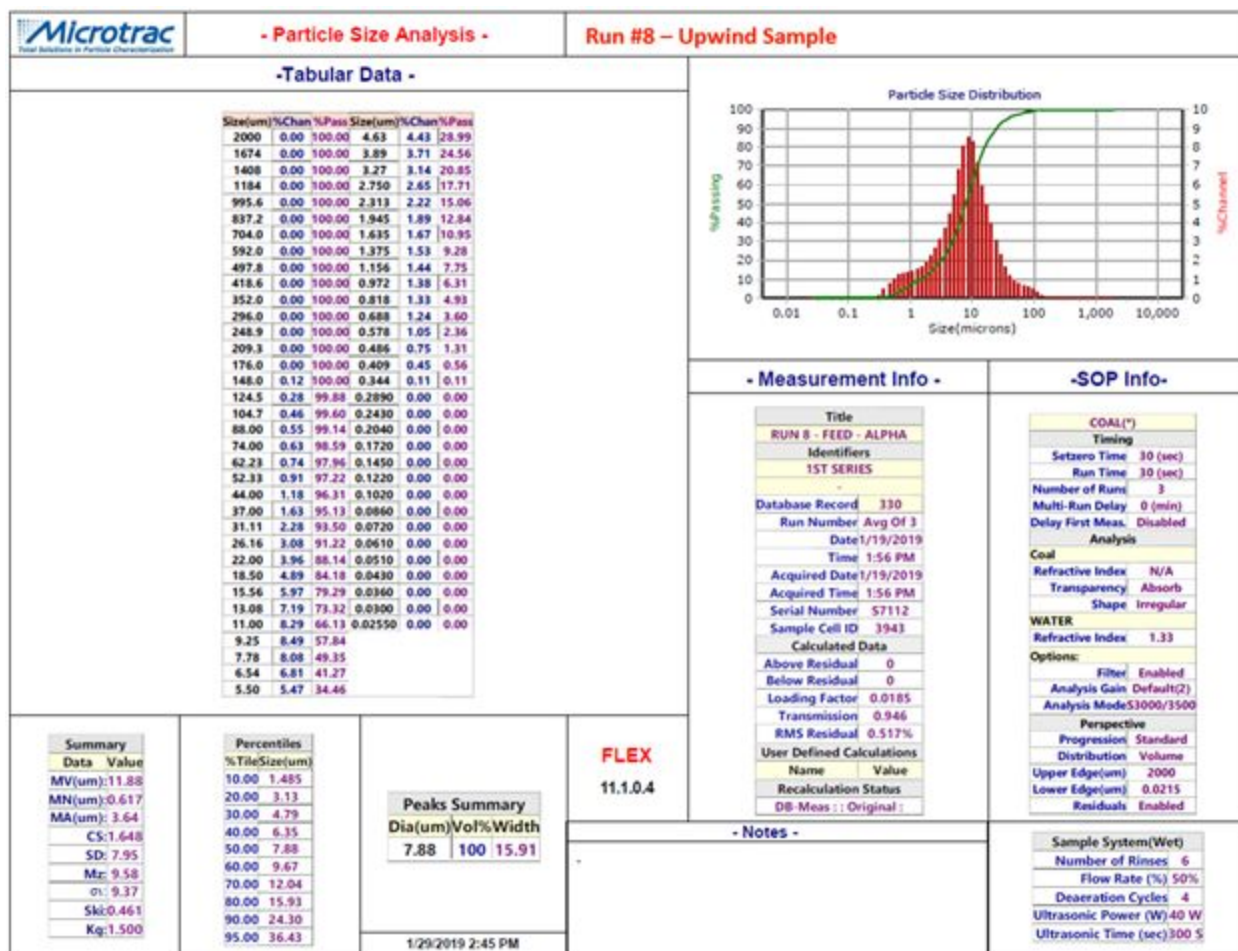 Microtrac
Total Solutions in Particle Characterization
- Particle Size Analysis -
Run #8 – Upwind Sample
-Tabular Data -
Size(um) %Chan %Pass Size(um) %Chan %Pass
2000 0.00 100.00 4.63 4.43 28.99
1674 0.00 100.00 3.89 3.71 24.56
1408 0.00 100.00 3.27 3.14 20.85
1184 0.00 100.00 2.750 2.65 17.71
995.6 0.00 100.00 2.313 2.22 15.06
837.2 0.00 100.00 1.945 1.89 12.84
704.0 0.00 100.00 1.635 1.67 10.95
592.0 0.00 100.00 1.375 1.53 9.28
497.8 0.00 100.00 1.156 1.44 7.75
418.6 0.00 100.00 0.972 1.38 6.31
352.0 0.00 100.00 0.818 1.33 4.93
296.0 0.00 100.00 0.688 1.24 3.60
248.9 0.00 100.00 0.578 1.05 2.36
209.3 0.00 100.00 0.486 0.75 1.31
176.0 0.00 100.00 0.409 0.45 0.56
148.0 0.12 100.00 0.344 0.11 0.11
124.5 0.28 99.88 0.2890 0.00 0.00
104.7 0.46 99.60 0.2430 0.00 0.00
88.00 0.55 99.14 0.2040 0.00 0.00
74.00 0.63 98.59 0.1720 0.00 0.00
62.23 0.74 97.96 0.1450 0.00 0.00
52.33 0.91 97.22 0.1220 0.00 0.00
44.00 1.18 96.31 0.1020 0.00 0.00
37.00 1.63 95.13 0.0860 0.00 0.00
31.11 2.28 93.50 0.0720 0.00 0.00
26.16 3.08 91.22 0.0610 0.00 0.00
22.00 3.96 88.14 0.0510 0.00 0.00
18.50 4.89 84.18 0.0430 0.00 0.00
15.56 5.97 79.29 0.0360 0.00 0.00
13.08 7.19 73.32 0.0300 0.00 0.00
11.00 8.29 66.13 0.02550 0.00 0.00
9.25 8.49 57.84
7.78 8.08 49.35
6.54 6.81 41.27
5.50 5.47 34.46
Particle Size Distribution
%Passing
100
90
80
70
60
50
40
30
20
10
0
%Channel
10
9
8
7
6
5
4
3
2
1
0
0.01 0.1 1 10 100 1,000 10,000
Size(microns)
- Measurement Info -
Title
RUN 8 - FEED - ALPHA
Identifiers
1ST SERIES
-
Database Record 330
Run Number Avg Of 3
Date 1/19/2019
Time 1:56 PM
Acquired Date 1/19/2019
Acquired Time 1:56 PM
Serial Number S7112
Sample Cell ID 3943
Calculated Data
Above Residual 0
Below Residual 0
Loading Factor 0.0185
Transmission 0.946
RMS Residual 0.517%
User Defined Calculations
Name Value
Recalculation Status
DB-Meas : : Original :
-SOP Info-
COAL(*)
Timing
Setzero Time 30 (sec)
Run Time 30 (sec)
Number of Runs 3
Multi-Run Delay 0 (min)
Delay First Meas. Disabled
Analysis
Coal
Refractive Index N/A
Transparency Absorb
Shape Irregular
WATER
Refractive Index 1.33
Options:
Filter Enabled
Analysis Gain Default(2)
Analysis Mode S3000/3500
Perspective
Progression Standard
Distribution Volume
Upper Edge(um) 2000
Lower Edge(um) 0.0215
Residuals Enabled
Summary
Data Value
MV(um): 11.88
MN(um): 0.617
MA(um): 3.64
CS: 1.648
SD: 7.95
Mz: 9.58
σı: 9.37
Ski: 0.461
Kg: 1.500
Percentiles
%Tile Size(um)
10.00 1.485
20.00 3.13
30.00 4.79
40.00 6.35
50.00 7.88
60.00 9.67
70.00 12.04
80.00 15.93
90.00 24.30
95.00 36.43
Peaks Summary
Dia(um) Vol% Width
7.88 100 15.91
1/29/2019 2:45 PM
FLEX
11.1.0.4
- Notes -
-
Sample System(Wet)
Number of Rinses 6
Flow Rate (%) 50%
Deaeration Cycles 4
Ultrasonic Power (W) 40 W
Ultrasonic Time (sec) 300 S